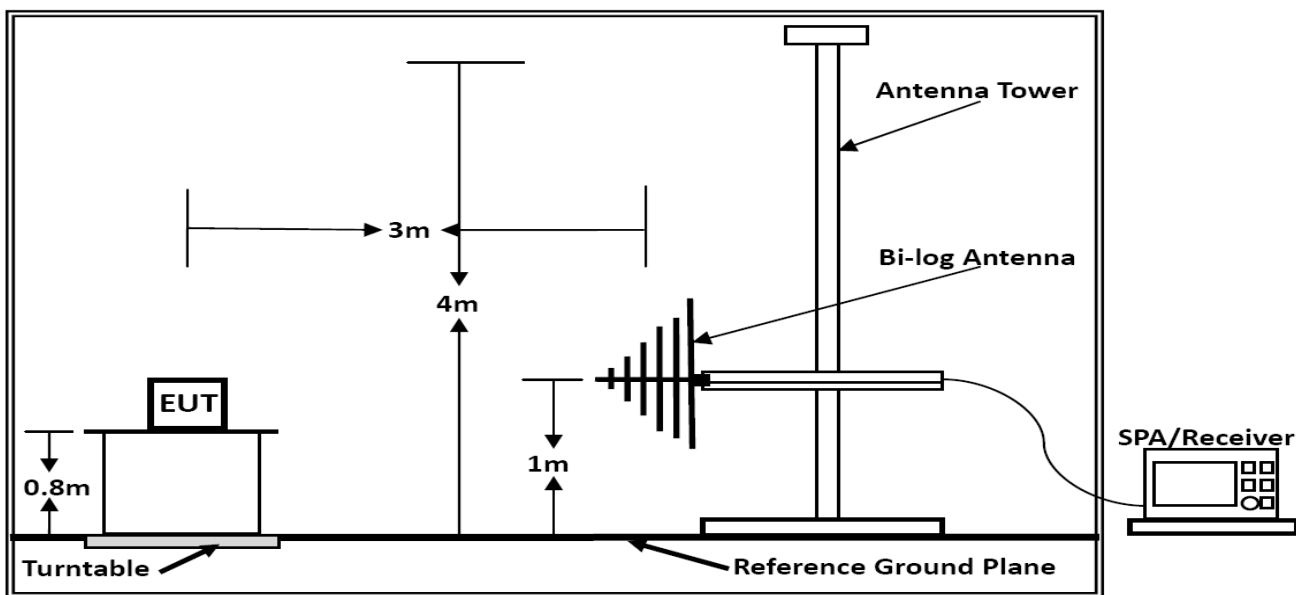 Antenna Tower
3m
Bi-log Antenna
4m
EUT
SPA/Receiver
1m
0.8m
Turntable
Reference Ground Plane